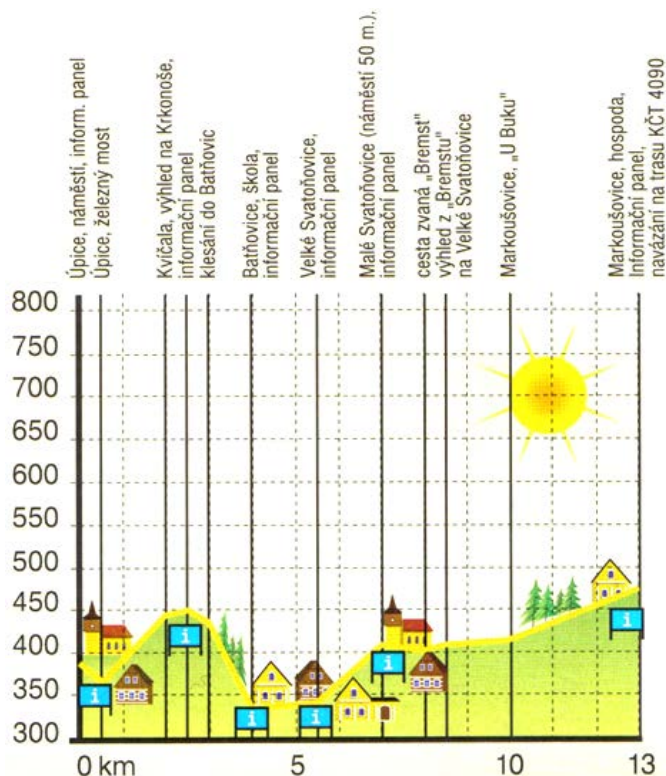 Úpice, náměstí, inform. panel
Úpice, železný most
Kvíčala, výhled na Krkonoše,
informační panel
klesání do Batňovic
Batňovice, škola,
informační panel
Velké Svatoňovice,
informační panel
Malé Svatoňovice (náměstí 50 m.),
informační panel
cesta zvaná „Bremst"
výhled z „Bremstu"
na Velké Svatoňovice
Markoušovice, „U Buku"
Markoušovice, hospoda,
Informační panel,
navázání na trasu KČT 4090
800
750
700
650
600
550
500
450
400
350
300
i
i
i
i
i
i
0 km
5
10
13